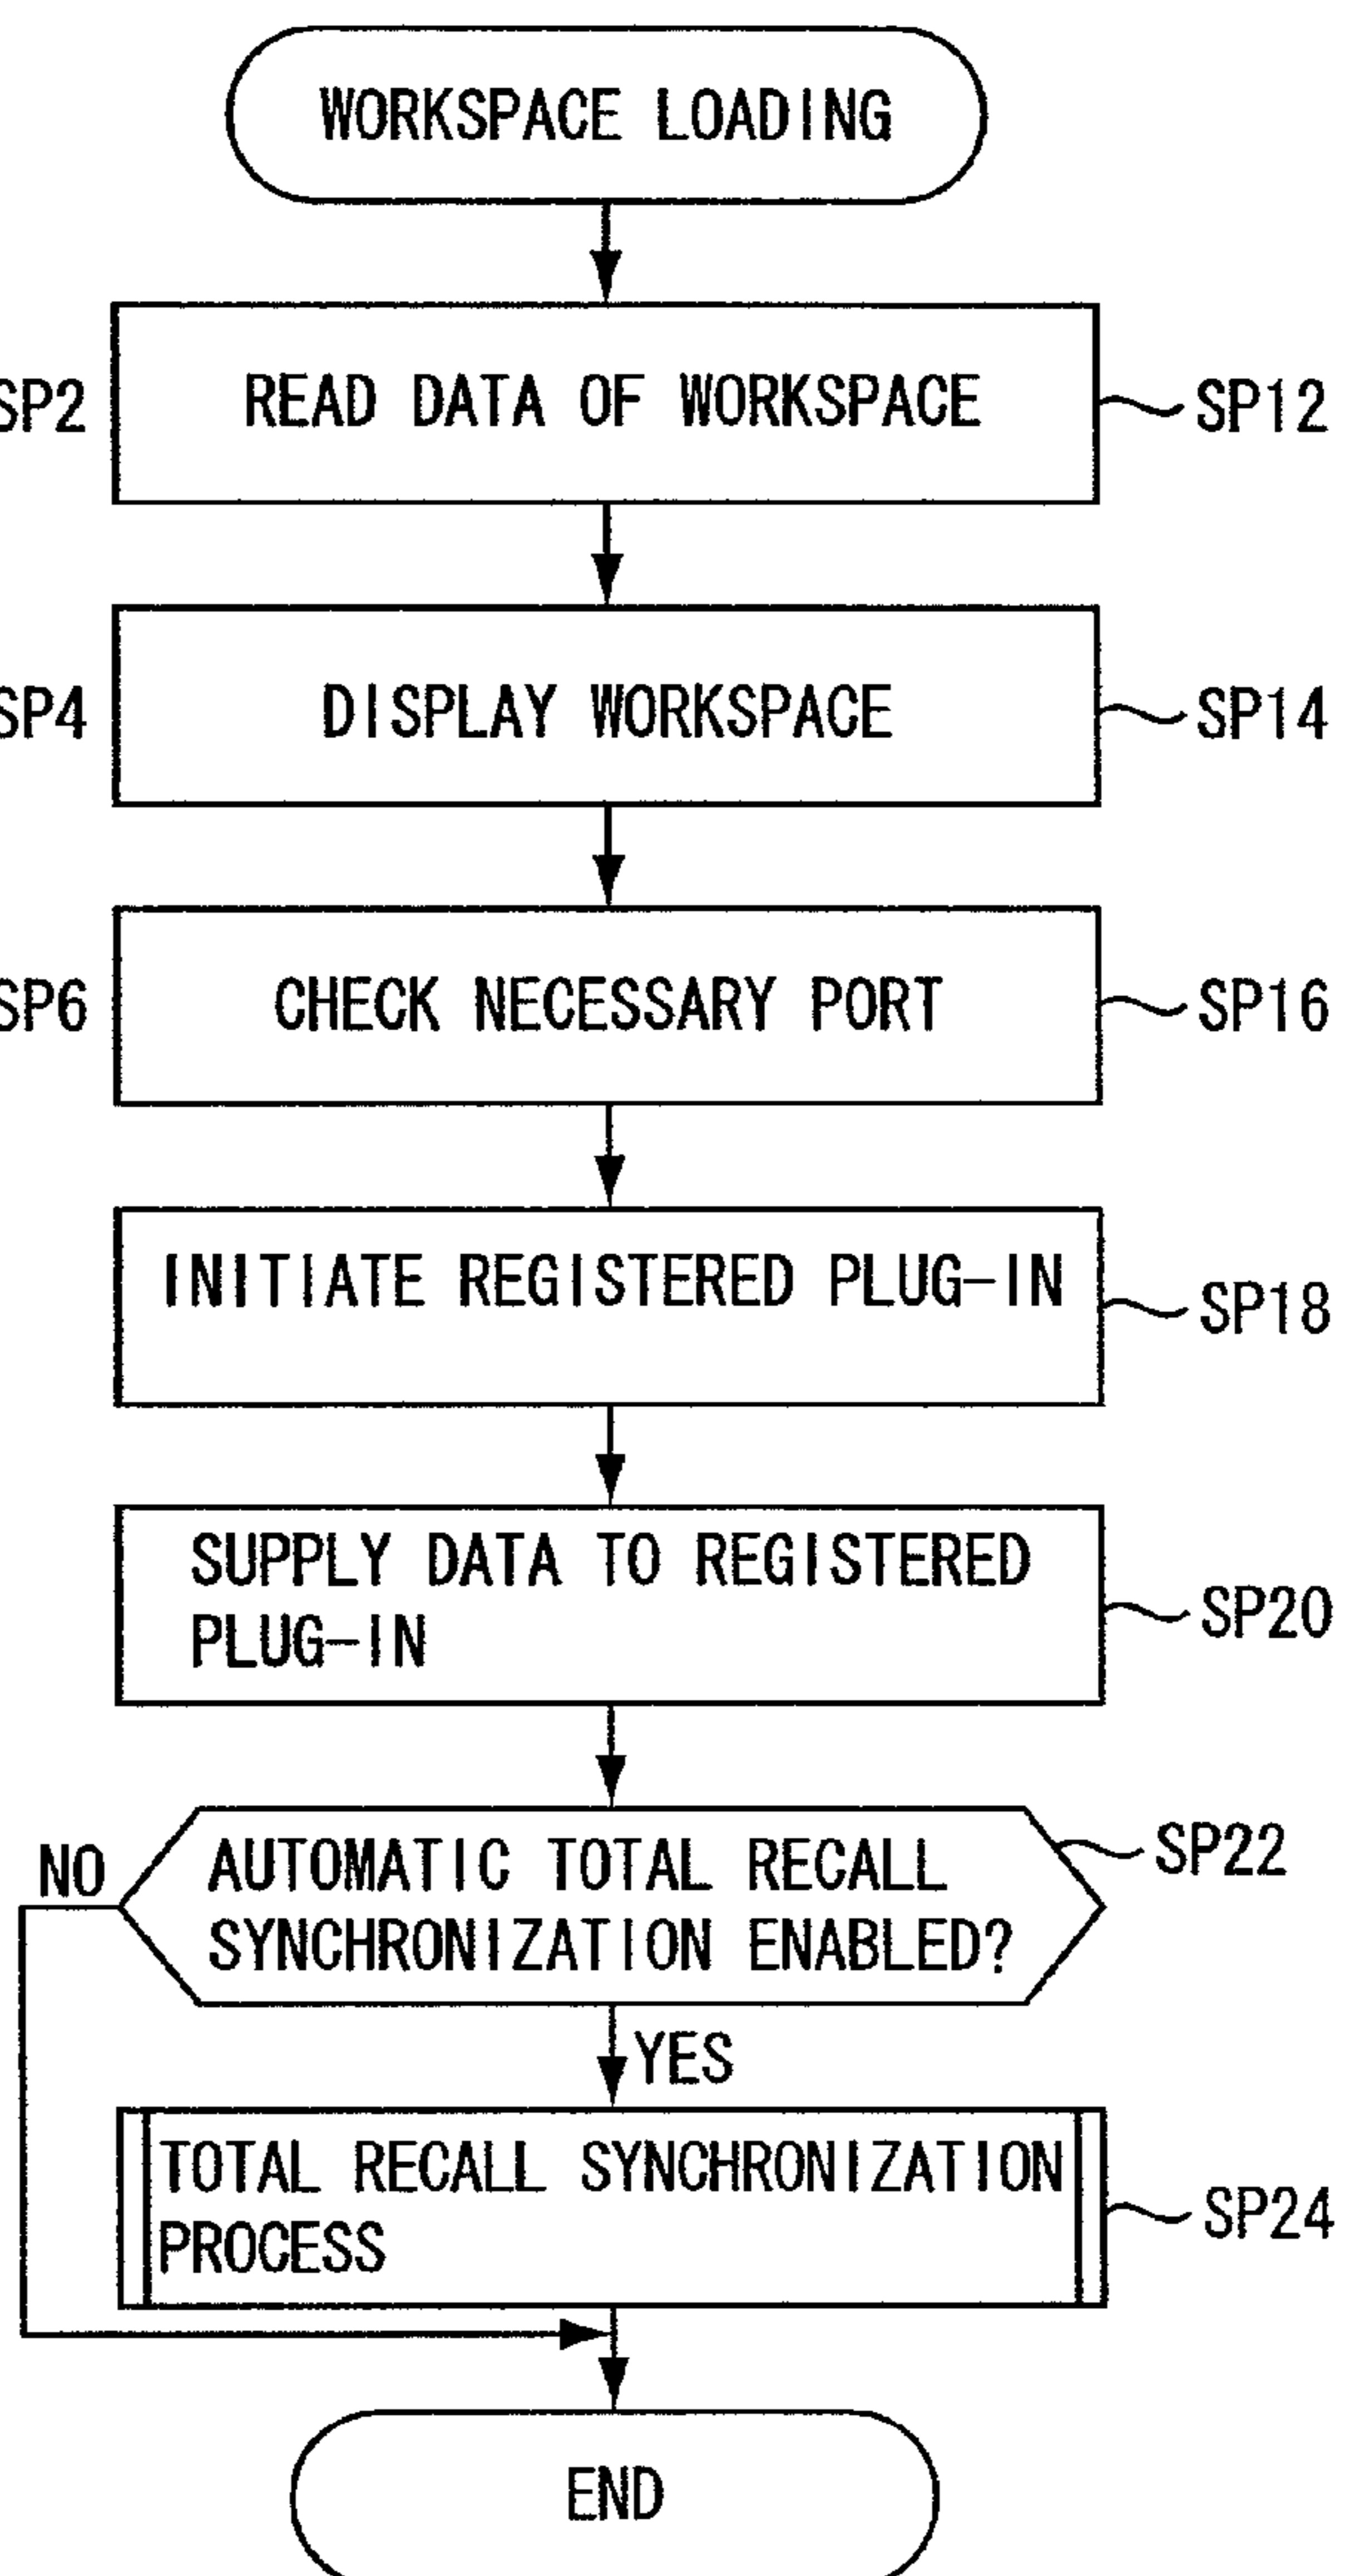 WORKSPACE LOADING
SP2
READ DATA OF WORKSPACE
SP12
SP4
DISPLAY WORKSPACE
SP14
SP6
CHECK NECESSARY PORT
SP16
INITIATE REGISTERED PLUG-IN
SP18
SUPPLY DATA TO REGISTERED
PLUG-IN
SP20
NO
AUTOMATIC TOTAL RECALL
SYNCHRONIZATION ENABLED?
SP22
YES
TOTAL RECALL SYNCHRONIZATION
PROCESS
SP24
END